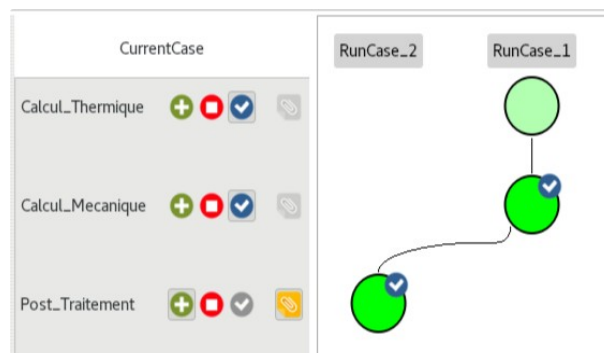 CurrentCase
RunCase_2
RunCase_1
Calcul_Thermique
Calcul_Mecanique
Post_Traitement